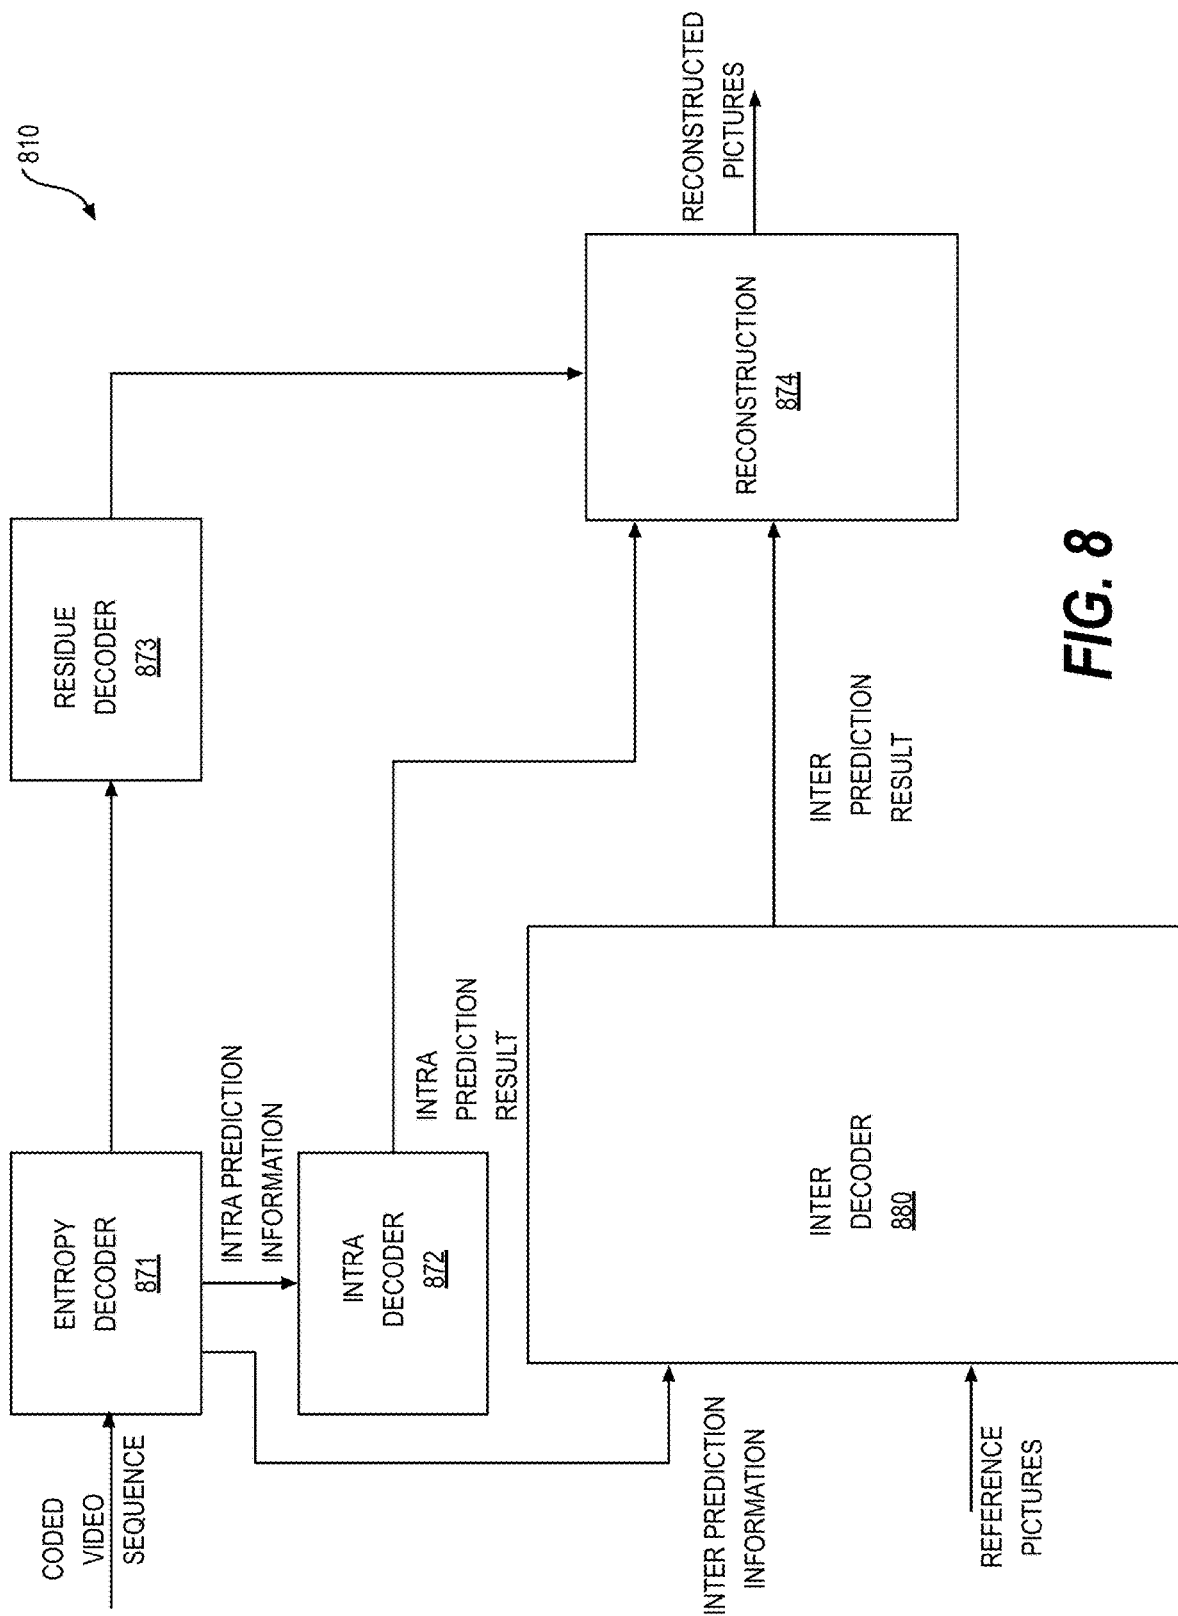 810
CODED
VIDEO
SEQUENCE
ENTROPY
DECODER
871
RESIDUE
DECODER
873
INTRA PREDICTION
INFORMATION
INTRA
DECODER
872
INTRA
PREDICTION
RESULT
RECONSTRUCTION
874
RECONSTRUCTED
PICTURES
INTER PREDICTION
INFORMATION
INTER
DECODER
880
INTER
PREDICTION
RESULT
REFERENCE
PICTURES
FIG. 8